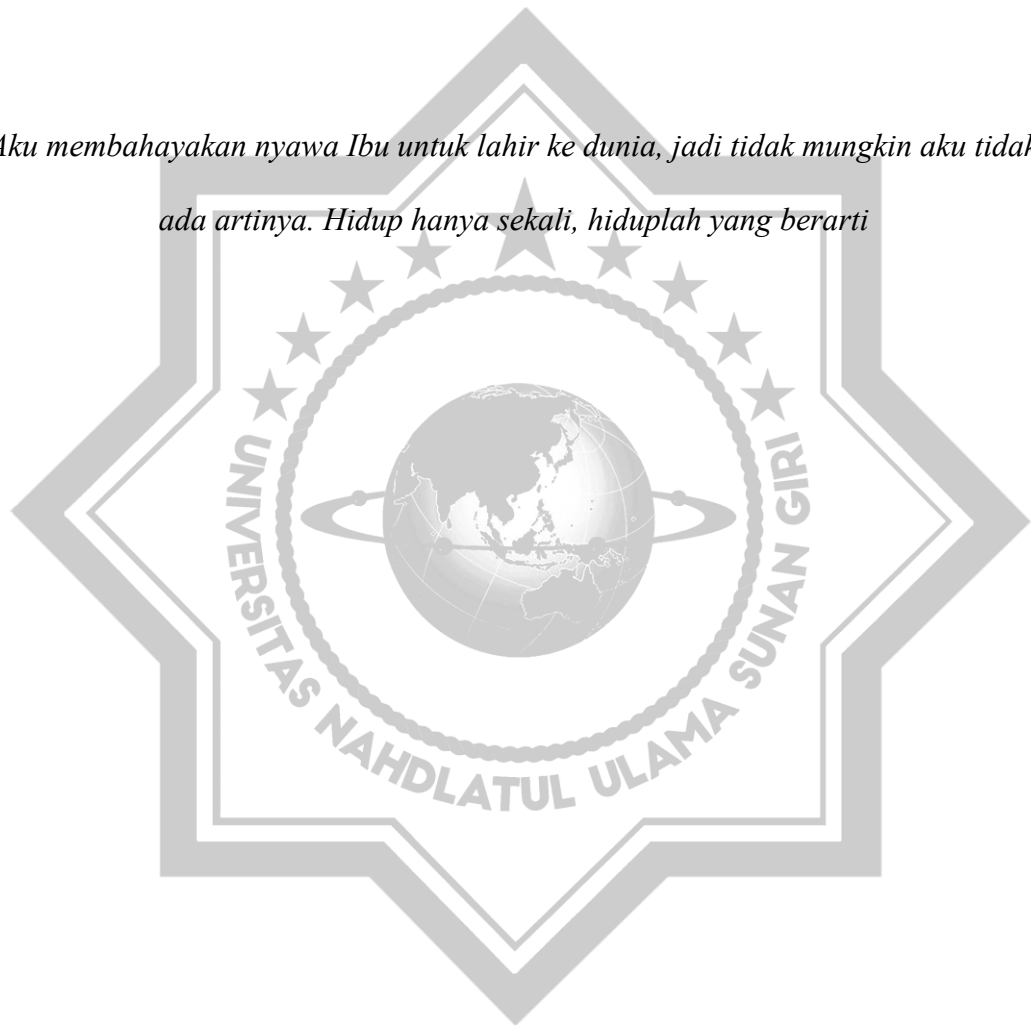 Aku membahayakan nyawa Ibu untuk lahir ke dunia, jadi tidak mungkin aku tidak
ada artinya. Hidup hanya sekali, hiduplah yang berarti
UNIVERSITAS NAHDLATUL ULAMA SUNAN GIRI